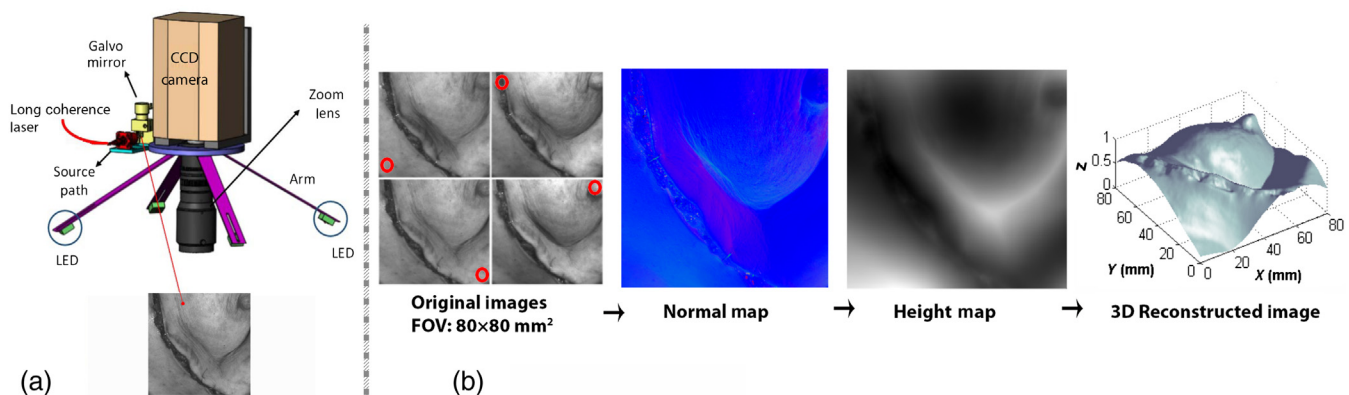 Galvo
mirror
CCD
camera
Zoom
lens
Long coherence
laser
Source
path
Arm
LED
LED
(a)
Original images
FOV: 80×80 mm²
Normal map
Height map
1
0.5
0
Z
80
60
40
20
0
Y (mm)
0
20
40
60
80
X (mm)
3D Reconstructed image
(b)